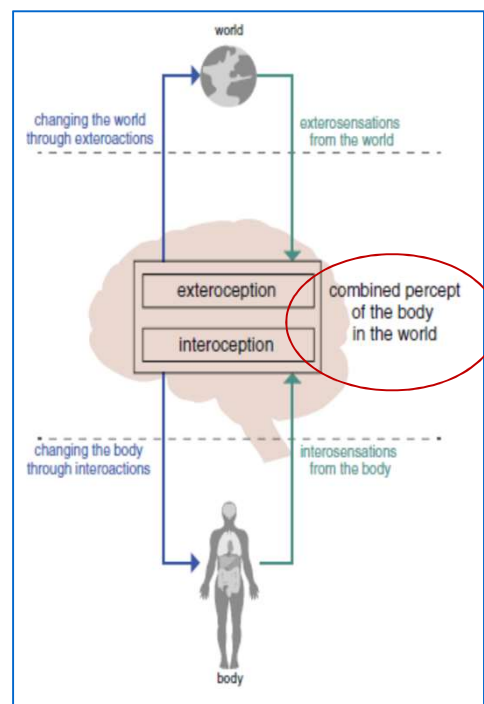 world
changing the world
through exteroactions
exterosensations
from the world
exteroception
interoception
combined percept
of the body
in the world
changing the body
through interoactions
interosensations
from the body
body